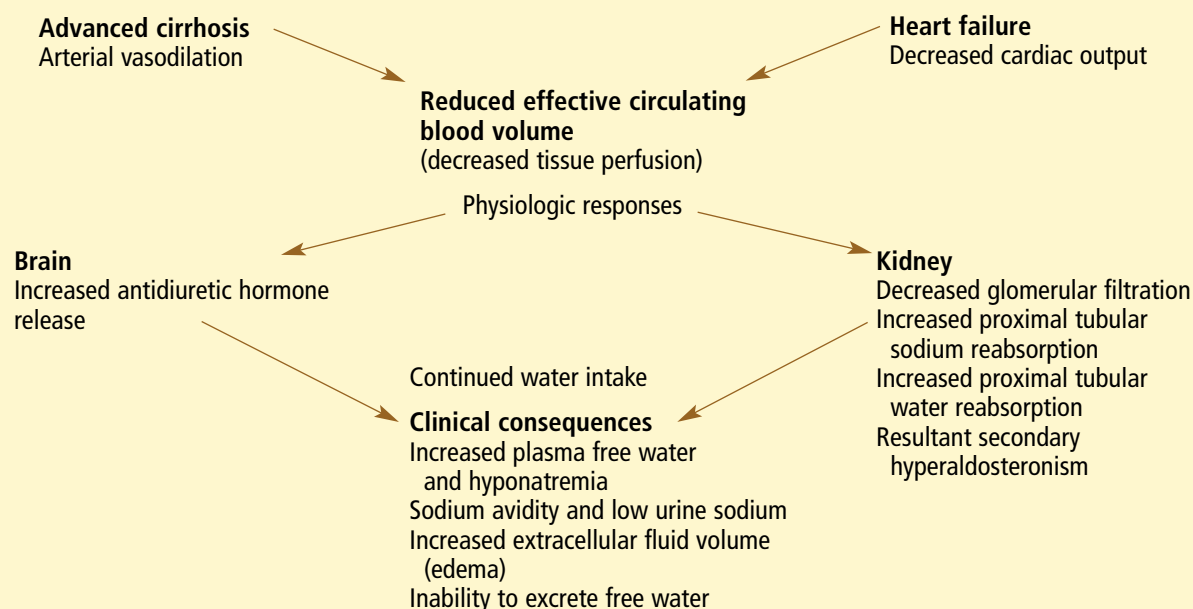 Advanced cirrhosis
Arterial vasodilation
Heart failure
Decreased cardiac output
Reduced effective circulating
blood volume
(decreased tissue perfusion)
Physiologic responses
Brain
Increased antidiuretic hormone
release
Kidney
Decreased glomerular filtration
Increased proximal tubular
sodium reabsorption
Increased proximal tubular
water reabsorption
Resultant secondary
hyperaldosteronism
Continued water intake
Clinical consequences
Increased plasma free water
and hyponatremia
Sodium avidity and low urine sodium
Increased extracellular fluid volume
(edema)
Inability to excrete free water